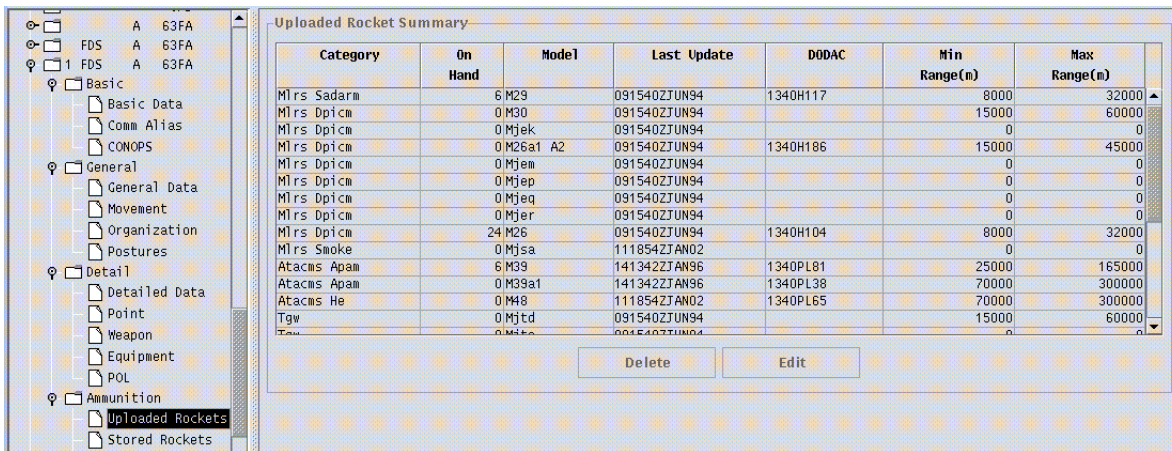 A 63FA
FDS A 63FA
1 FDS A 63FA
Basic
Basic Data
Comm Alias
CONOPS
General
General Data
Movement
Organization
Postures
Detail
Detailed Data
Point
Weapon
Equipment
POL
Ammunition
Uploaded Rockets
Stored Rockets
Uploaded Rocket Summary
Category On Hand Model Last Update DODAC Min Range(m) Max Range(m)
Mlrs Sadarm 6 M29 091540ZJUN94 1340H117 8000 32000
Mlrs Dpicm 0 M30 091540ZJUN94 15000 60000
Mlrs Dpicm 0 Mjek 091540ZJUN94 0 0
Mlrs Dpicm 0 M26a1 A2 091540ZJUN94 1340H186 15000 45000
Mlrs Dpicm 0 Mjem 091540ZJUN94 0 0
Mlrs Dpicm 0 Mjep 091540ZJUN94 0 0
Mlrs Dpicm 0 Mjeq 091540ZJUN94 0 0
Mlrs Dpicm 0 Mjer 091540ZJUN94 0 0
Mlrs Dpicm 24 M26 091540ZJUN94 1340H104 8000 32000
Mlrs Smoke 0 Mjsa 111854ZJAN02 0 0
Atacms Apam 6 M39 141342ZJAN96 1340PL81 25000 165000
Atacms Apam 0 M39a1 141342ZJAN96 1340PL38 70000 300000
Atacms He 0 M48 111854ZJAN02 1340PL65 70000 300000
Tgw 0 Mjtd 091540ZJUN94 15000 60000
Delete Edit